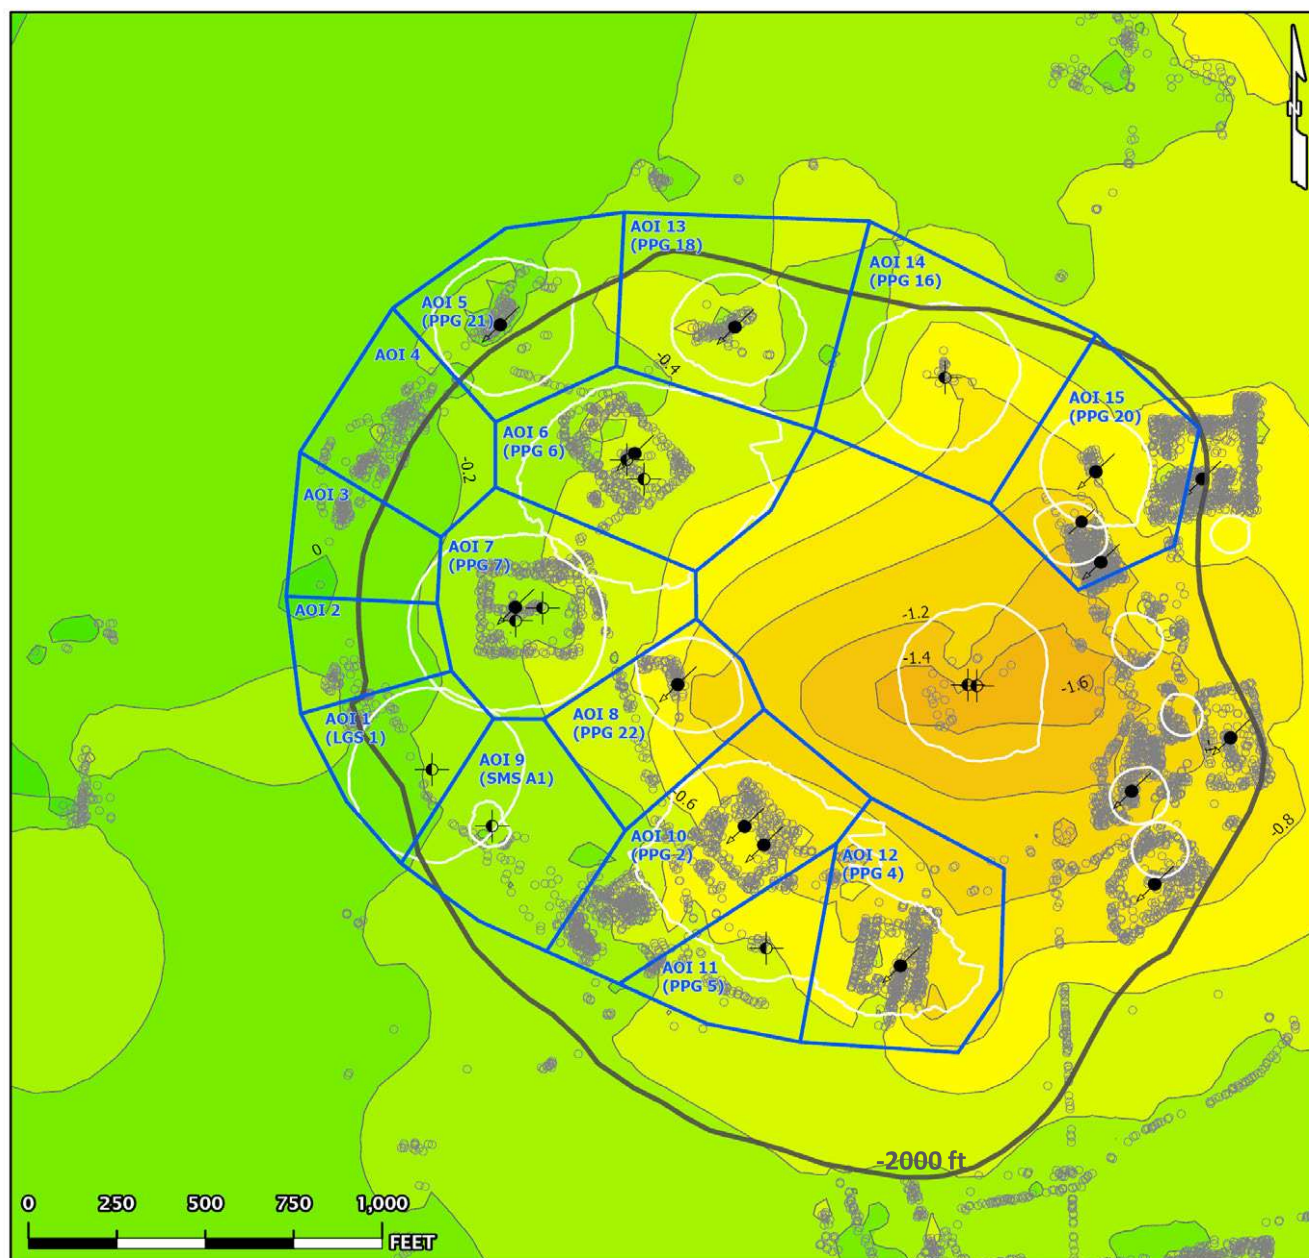 N
AOI 13
(PPG 18)
AOI 14
(PPG 16)
AOI 5
(PPG 21)
AOI 4
-0.4
AOI 15
(PPG 20)
AOI 6
(PPG 6)
-0.2
AOI 3
0
AOI 7
(PPG 7)
AOI 2
-1.2
-1.4
-1.6
AOI 1
(LGS 1)
AOI 8
(PPG 22)
-1
AOI 9
(SMS A1)
-0.6
-0.8
AOI 10
(PPG 2)
AOI 12
(PPG 4)
AOI 11
(PPG 5)
-2000 ft
0 250 500 750 1,000
FEET